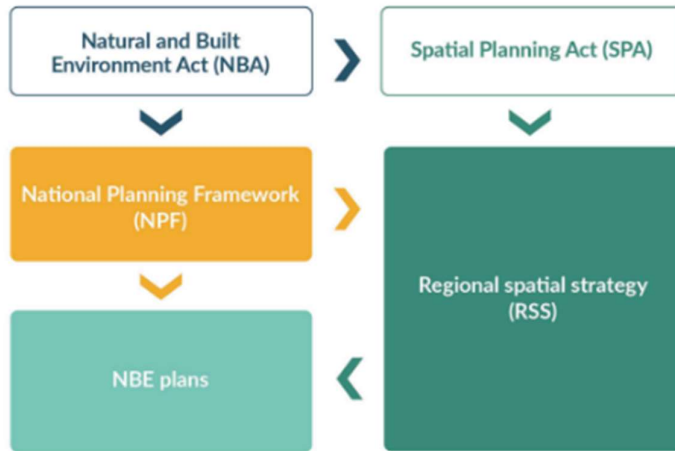 Natural and Built
Environment Act (NBA)
Spatial Planning Act (SPA)
National Planning Framework
(NPF)
Regional spatial strategy
(RSS)
NBE plans